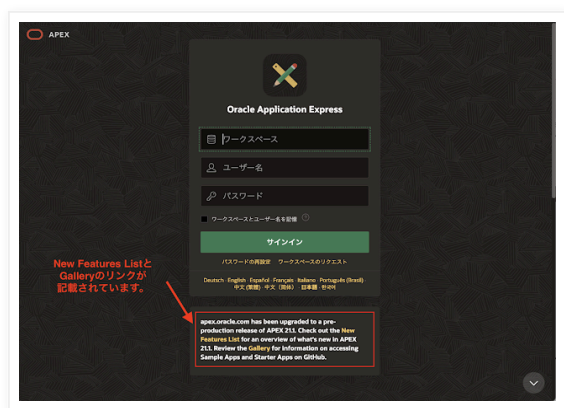 APEX
Oracle Application Express
ワークスペース
ユーザー名
パスワード
ワークスペースとユーザー名を記憶
サインイン
パスワードの再設定 ワークスペースのリクエスト
Deutsch · English · Español · Français · Italiano · Português (Brasil) ·
中文 (繁體) · 中文 (简体) · 日本語 · 한국어
New Features Listと
Galleryのリンクが
記載されています。
apex.oracle.com has been upgraded to a pre-
production release of APEX 21.1. Check out the New
Features List for an overview of what's new in APEX
21.1. Review the Gallery for information on accessing
Sample Apps and Starter Apps on GitHub.